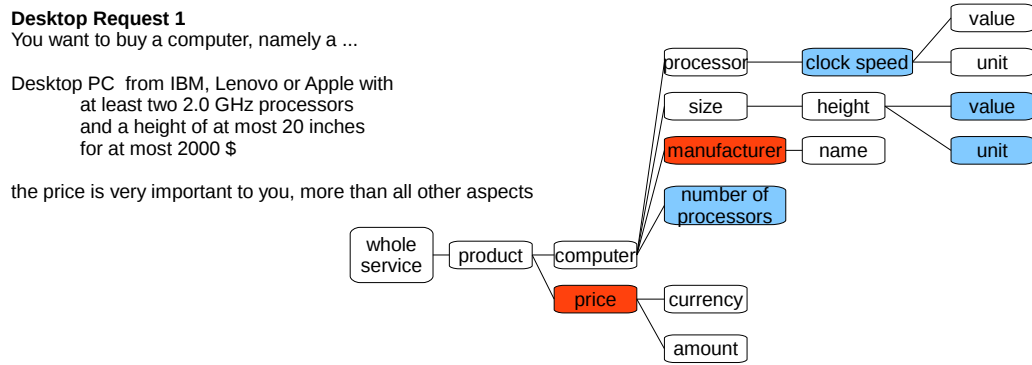 Desktop Request 1
You want to buy a computer, namely a ...
Desktop PC from IBM, Lenovo or Apple with
at least two 2.0 GHz processors
and a height of at most 20 inches
for at most 2000 $
the price is very important to you, more than all other aspects
whole
service
product
computer
price
processor
size
manufacturer
number of
processors
currency
amount
clock speed
height
name
value
unit
value
unit